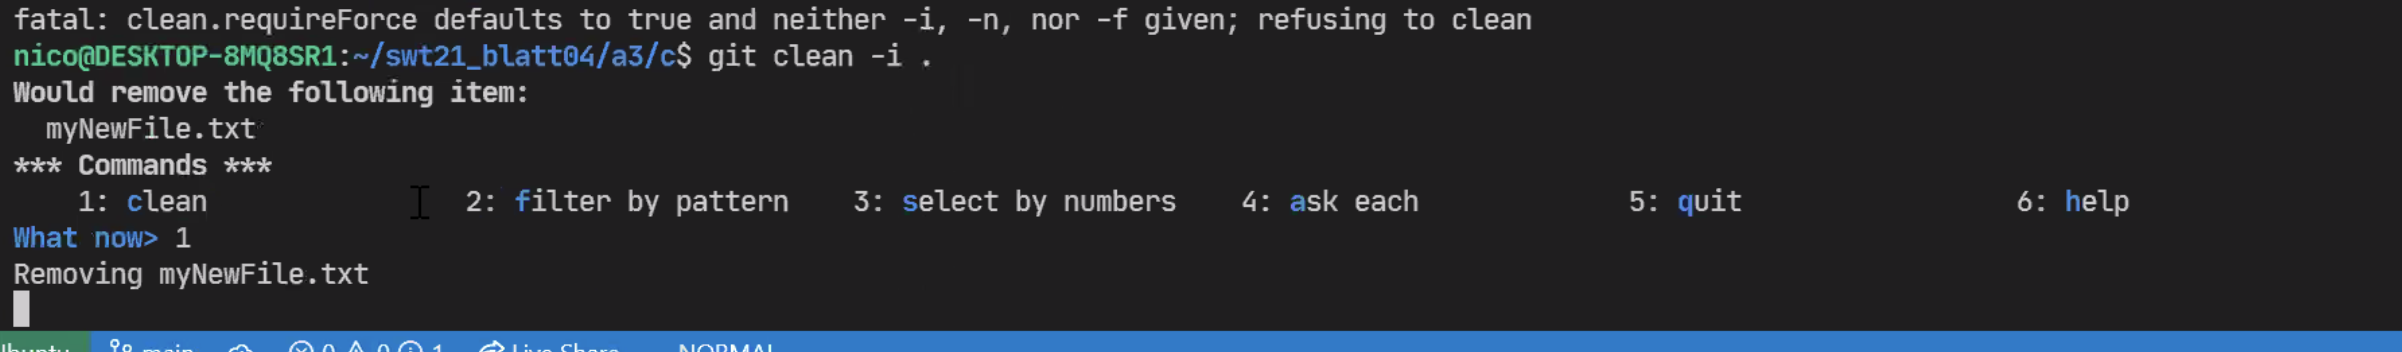 fatal: clean.requireForce defaults to true and neither -i, -n, nor -f given; refusing to clean
nico@DESKTOP-8MQ8SR1:~/swt21_blatt04/a3/c$ git clean -i .
Would remove the following item:
myNewFile.txt
*** Commands ***
1: clean 2: filter by pattern 3: select by numbers 4: ask each 5: quit 6: help
What now> 1
Removing myNewFile.txt
main 0 0 1 Live Share NORMAL